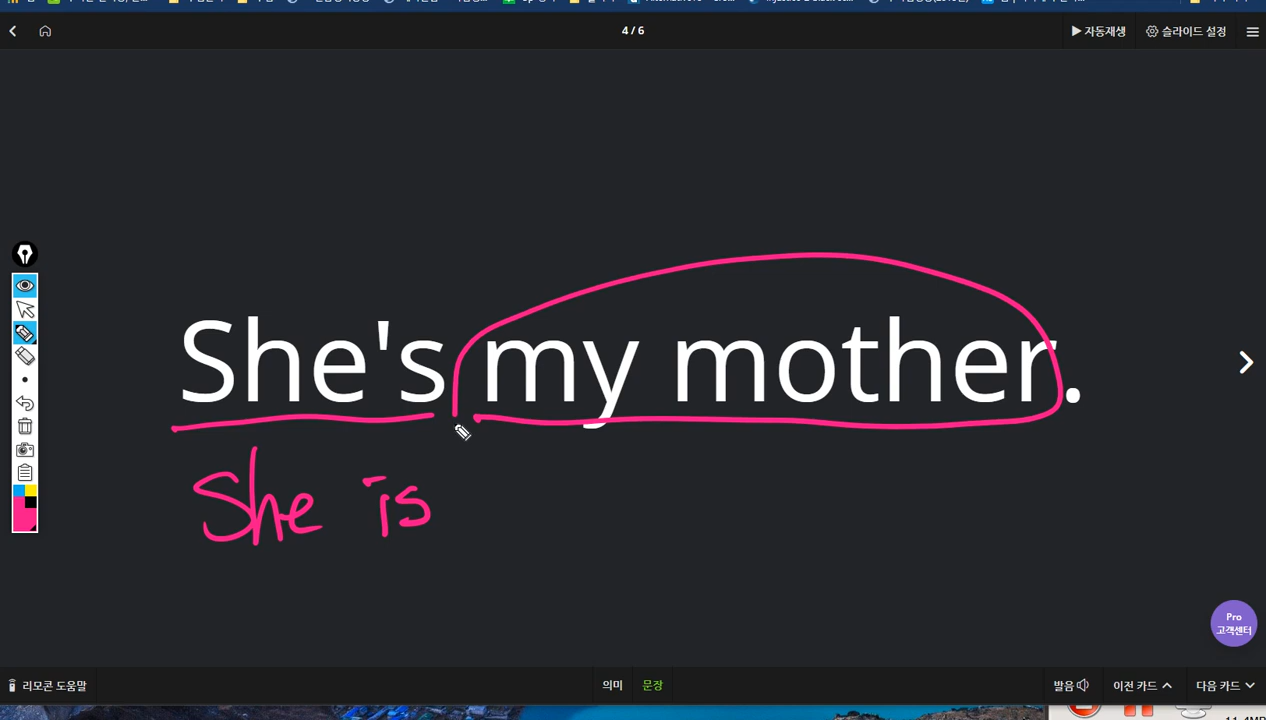 4 / 6
▶ 자동재생
슬라이드 설정
She's my mother.
She is
Pro
고객센터
리모콘 도움말
의미
문장
발음
이전 카드
다음 카드